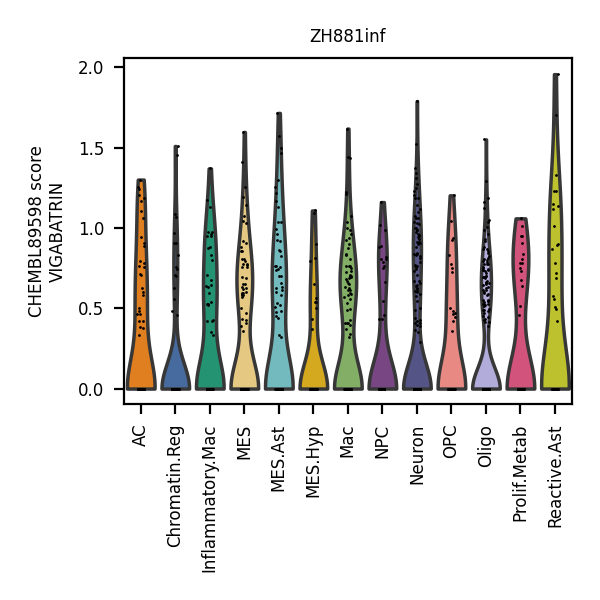 ZH881inf
CHEMBL89598 score
VIGABATRIN
2.0
1.5
1.0
0.5
0.0
AC
Chromatin.Reg
Inflammatory.Mac
MES
MES.Ast
MES.Hyp
Mac
NPC
Neuron
OPC
Oligo
Prolif.Metab
Reactive.Ast